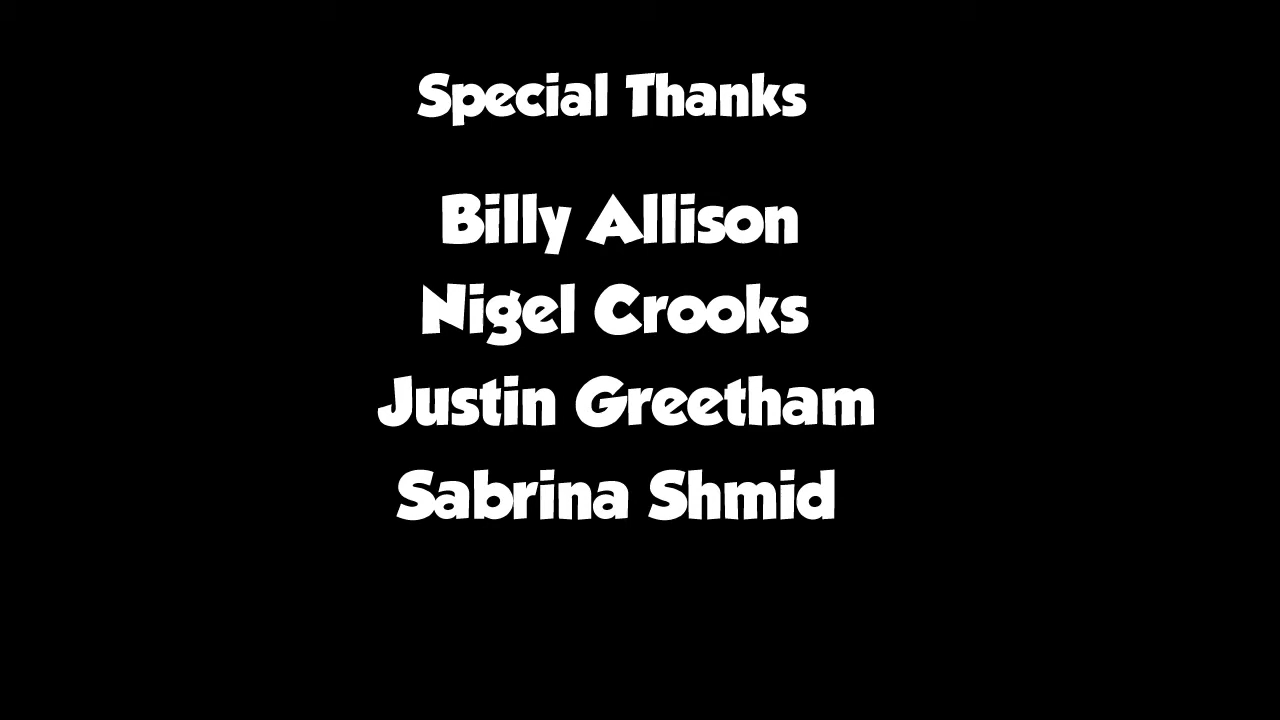 Special Thanks
Billy Allison
Nigel Crooks
Justin Greetham
Sabrina Shmid